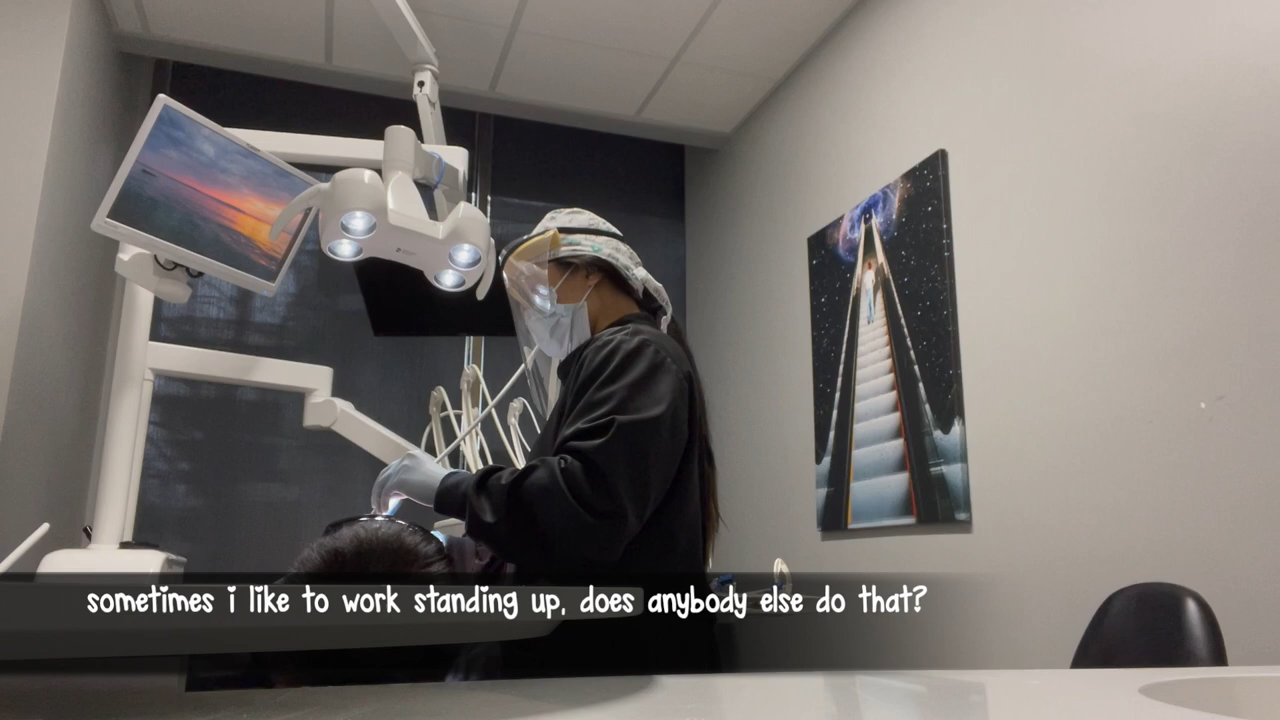 sometimes i like to work standing up, does anybody else do that?